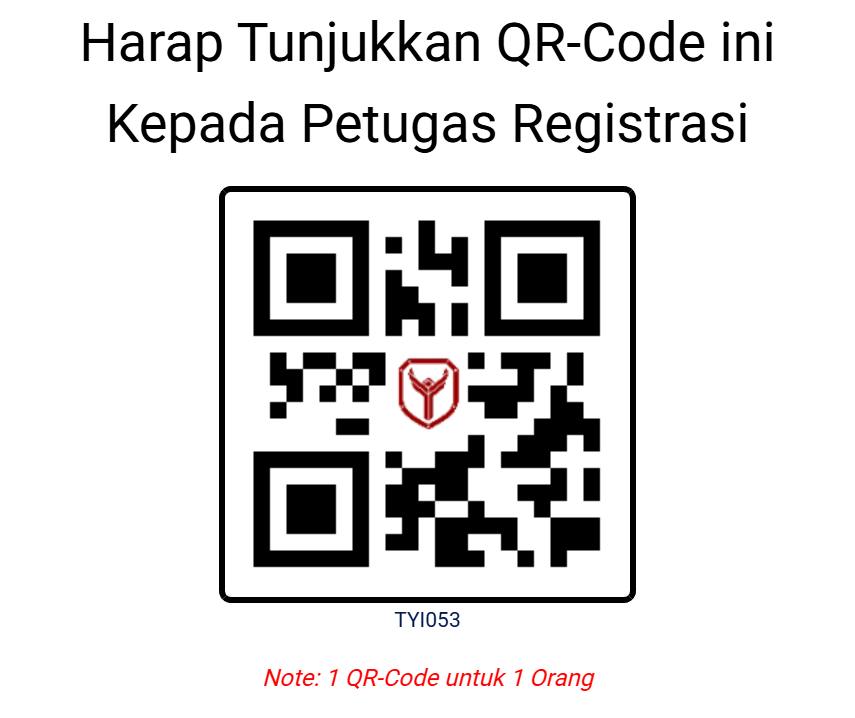 Harap Tunjukkan QR-Code ini
Kepada Petugas Registrasi
TYI053
Note: 1 QR-Code untuk 1 Orang